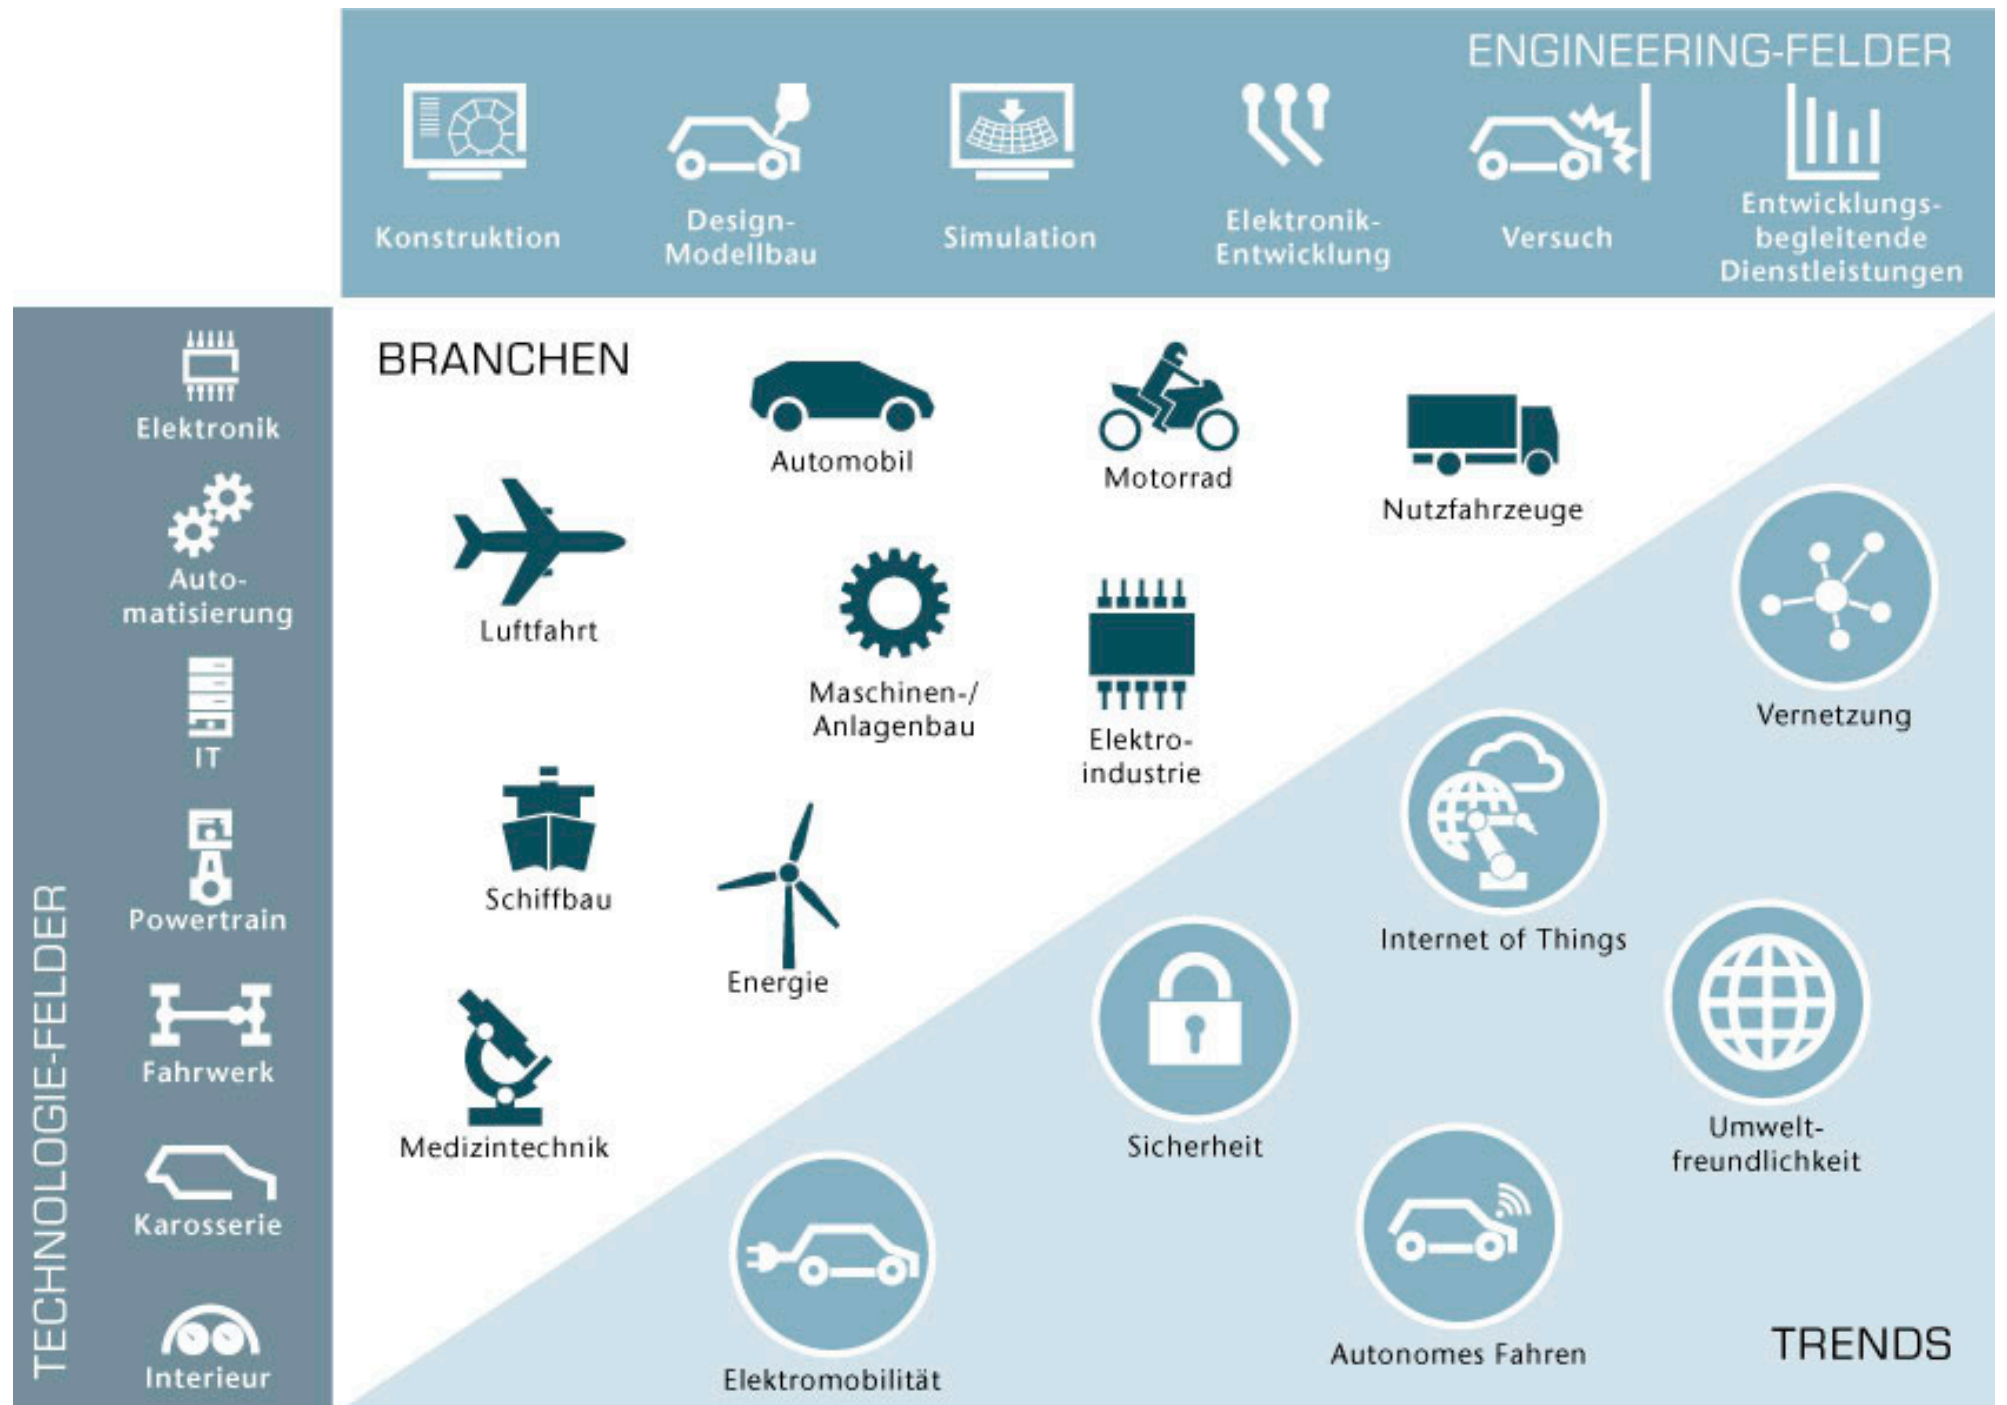 ENGINEERING-FELDER
Konstruktion
Design-
Modellbau
Simulation
Elektronik-
Entwicklung
Versuch
Entwicklungs-
begleitende
Dienstleistungen
TECHNOLOGIE-FELDER
Elektronik
Auto-
matisierung
IT
Powertrain
Fahrwerk
Karosserie
Interieur
BRANCHEN
Automobil
Motorrad
Nutzfahrzeuge
Luftfahrt
Maschinen-/
Anlagenbau
Elektro-
industrie
Schiffbau
Energie
Medizintechnik
Vernetzung
Internet of Things
Sicherheit
Umwelt-
freundlichkeit
Elektromobilität
Autonomes Fahren
TRENDS